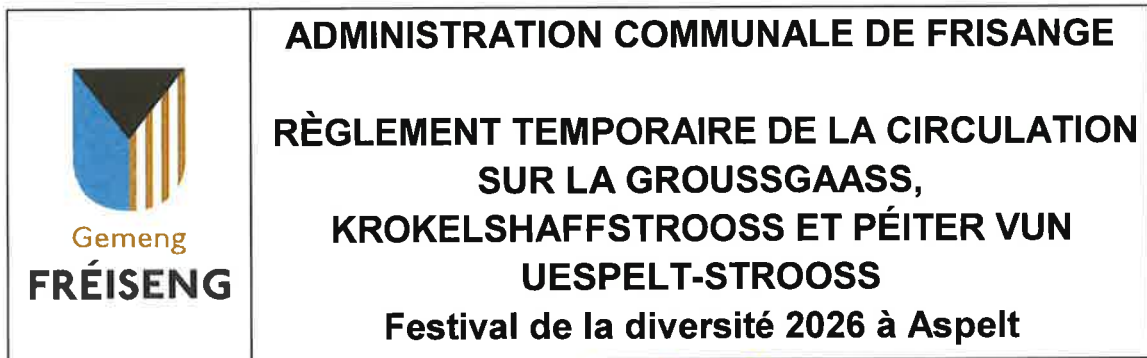 Gemeng
FRÉISENG
ADMINISTRATION COMMUNALE DE FRISANGE
RÈGLEMENT TEMPORAIRE DE LA CIRCULATION
SUR LA GROUSSGAASS,
KROKELSHAFFSTROOSS ET PÉITER VUN
UESPELT-STROOSS
Festival de la diversité 2026 à Aspelt